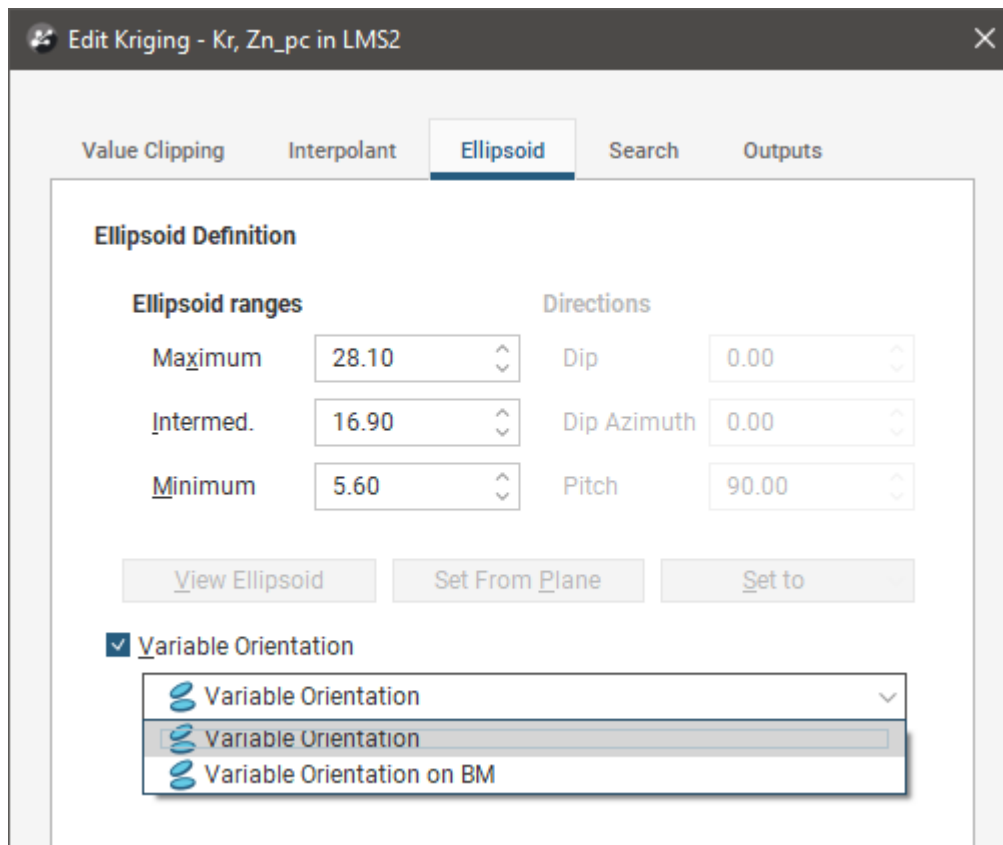 Edit Kriging - Kr, Zn_pc in LMS2
Value Clipping Interpolant Ellipsoid Search Outputs
Ellipsoid Definition
Ellipsoid ranges Directions
Maximum 28.10 Dip 0.00
Intermed. 16.90 Dip Azimuth 0.00
Minimum 5.60 Pitch 90.00
View Ellipsoid Set From Plane Set to
Variable Orientation
Variable Orientation
Variable Orientation
Variable Orientation on BM